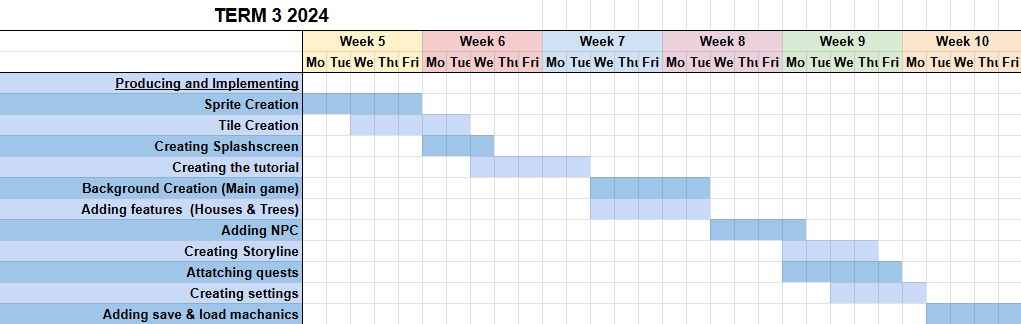 TERM 3 2024
Week 5 Week 6 Week 7 Week 8 Week 9 Week 10
Mo Tue We Thu Fri Mo Tue We Thu Fri Mo Tue We Thu Fri Mo Tue We Thu Fri Mo Tue We Thu Fri Mo Tue We Thu Fri
Producing and Implementing
Sprite Creation
Tile Creation
Creating Splashscreen
Creating the tutorial
Background Creation (Main game)
Adding features (Houses & Trees)
Adding NPC
Creating Storyline
Attatching quests
Creating settings
Adding save & load machanics